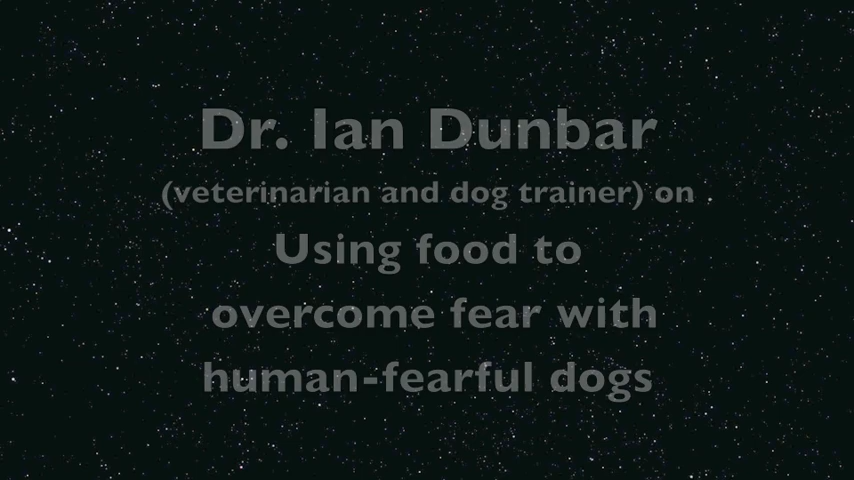 Dr. Ian Dunbar
(veterinarian and dog trainer) on
Using food to
overcome fear with
human-fearful dogs